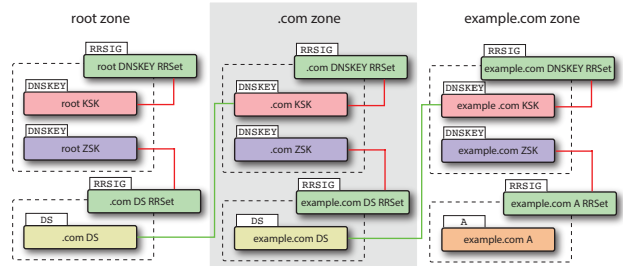 root zone
.com zone
example.com zone
RRSIG
root DNSKEY RRSet
DNSKEY
root KSK
DNSKEY
root ZSK
RRSIG
.com DS RRSet
DS
.com DS
RRSIG
.com DNSKEY RRSet
DNSKEY
.com KSK
DNSKEY
.com ZSK
RRSIG
example.com DS RRSet
DS
example.com DS
RRSIG
example.com DNSKEY RRSet
DNSKEY
example .com KSK
DNSKEY
example.com ZSK
RRSIG
example.com A RRSet
A
example.com A